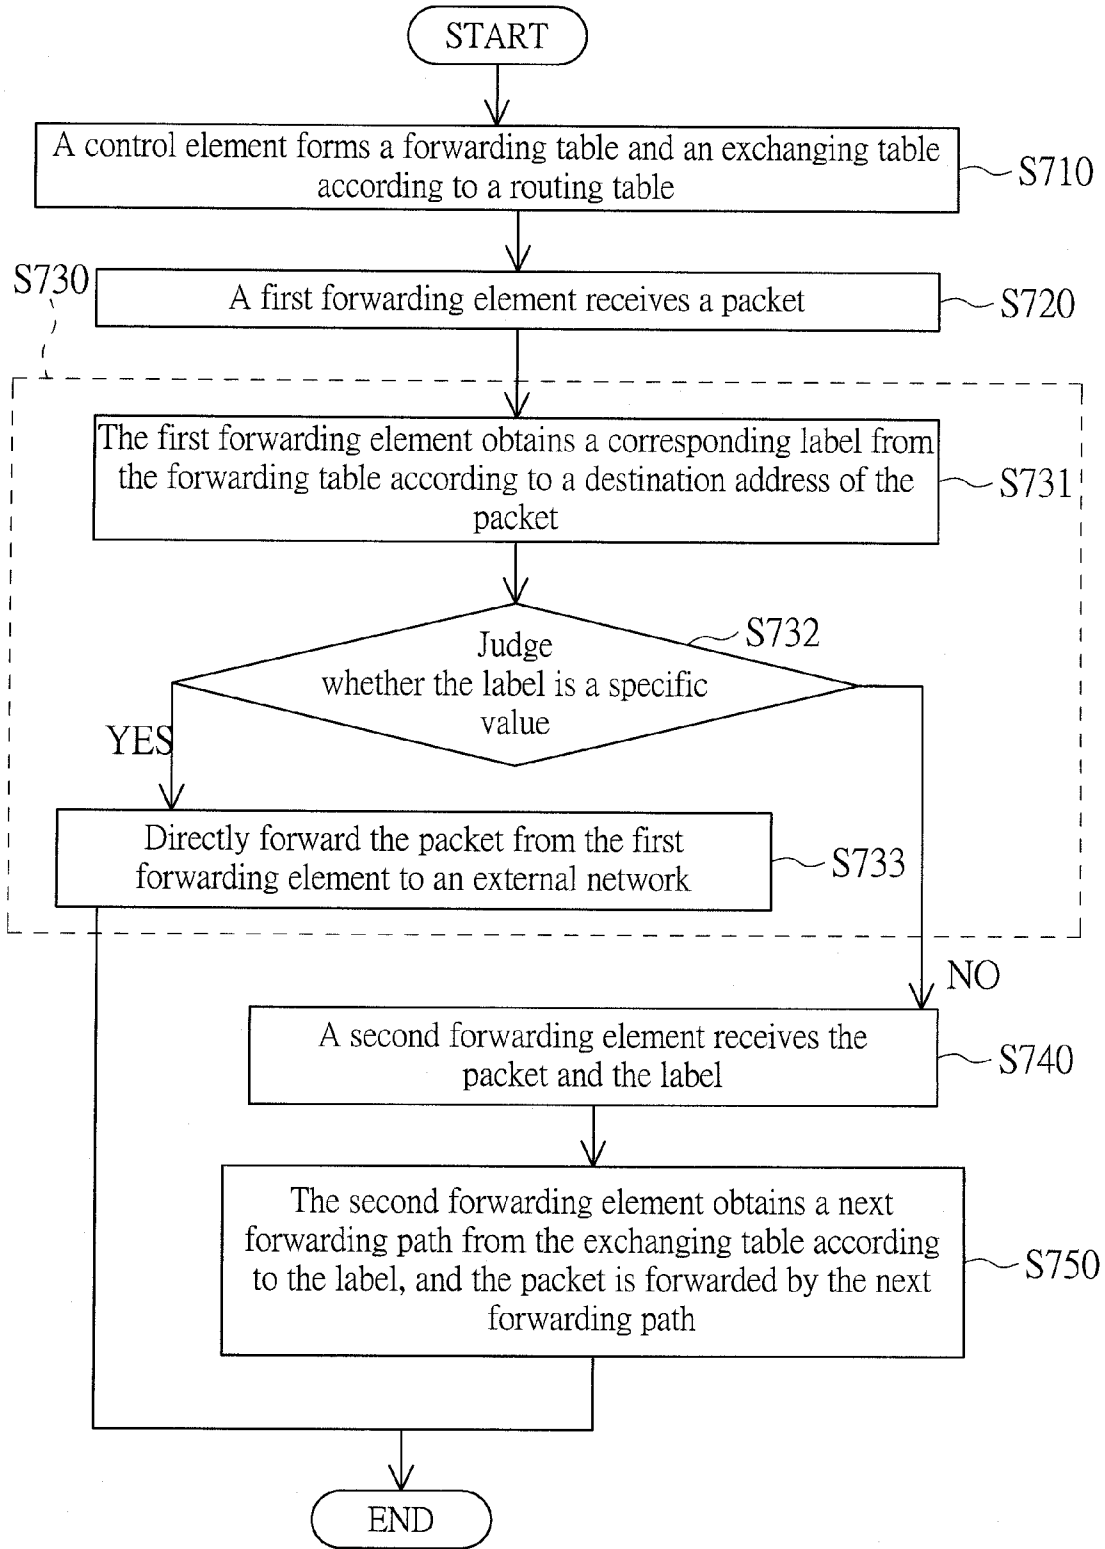 START
A control element forms a forwarding table and an exchanging table
according to a routing table
S710
S730
A first forwarding element receives a packet
S720
The first forwarding element obtains a corresponding label from
the forwarding table according to a destination address of the
packet
S731
Judge
whether the label is a specific
value
S732
YES
Directly forward the packet from the first
forwarding element to an external network
S733
NO
A second forwarding element receives the
packet and the label
S740
The second forwarding element obtains a next
forwarding path from the exchanging table according
to the label, and the packet is forwarded by the next
forwarding path
S750
END